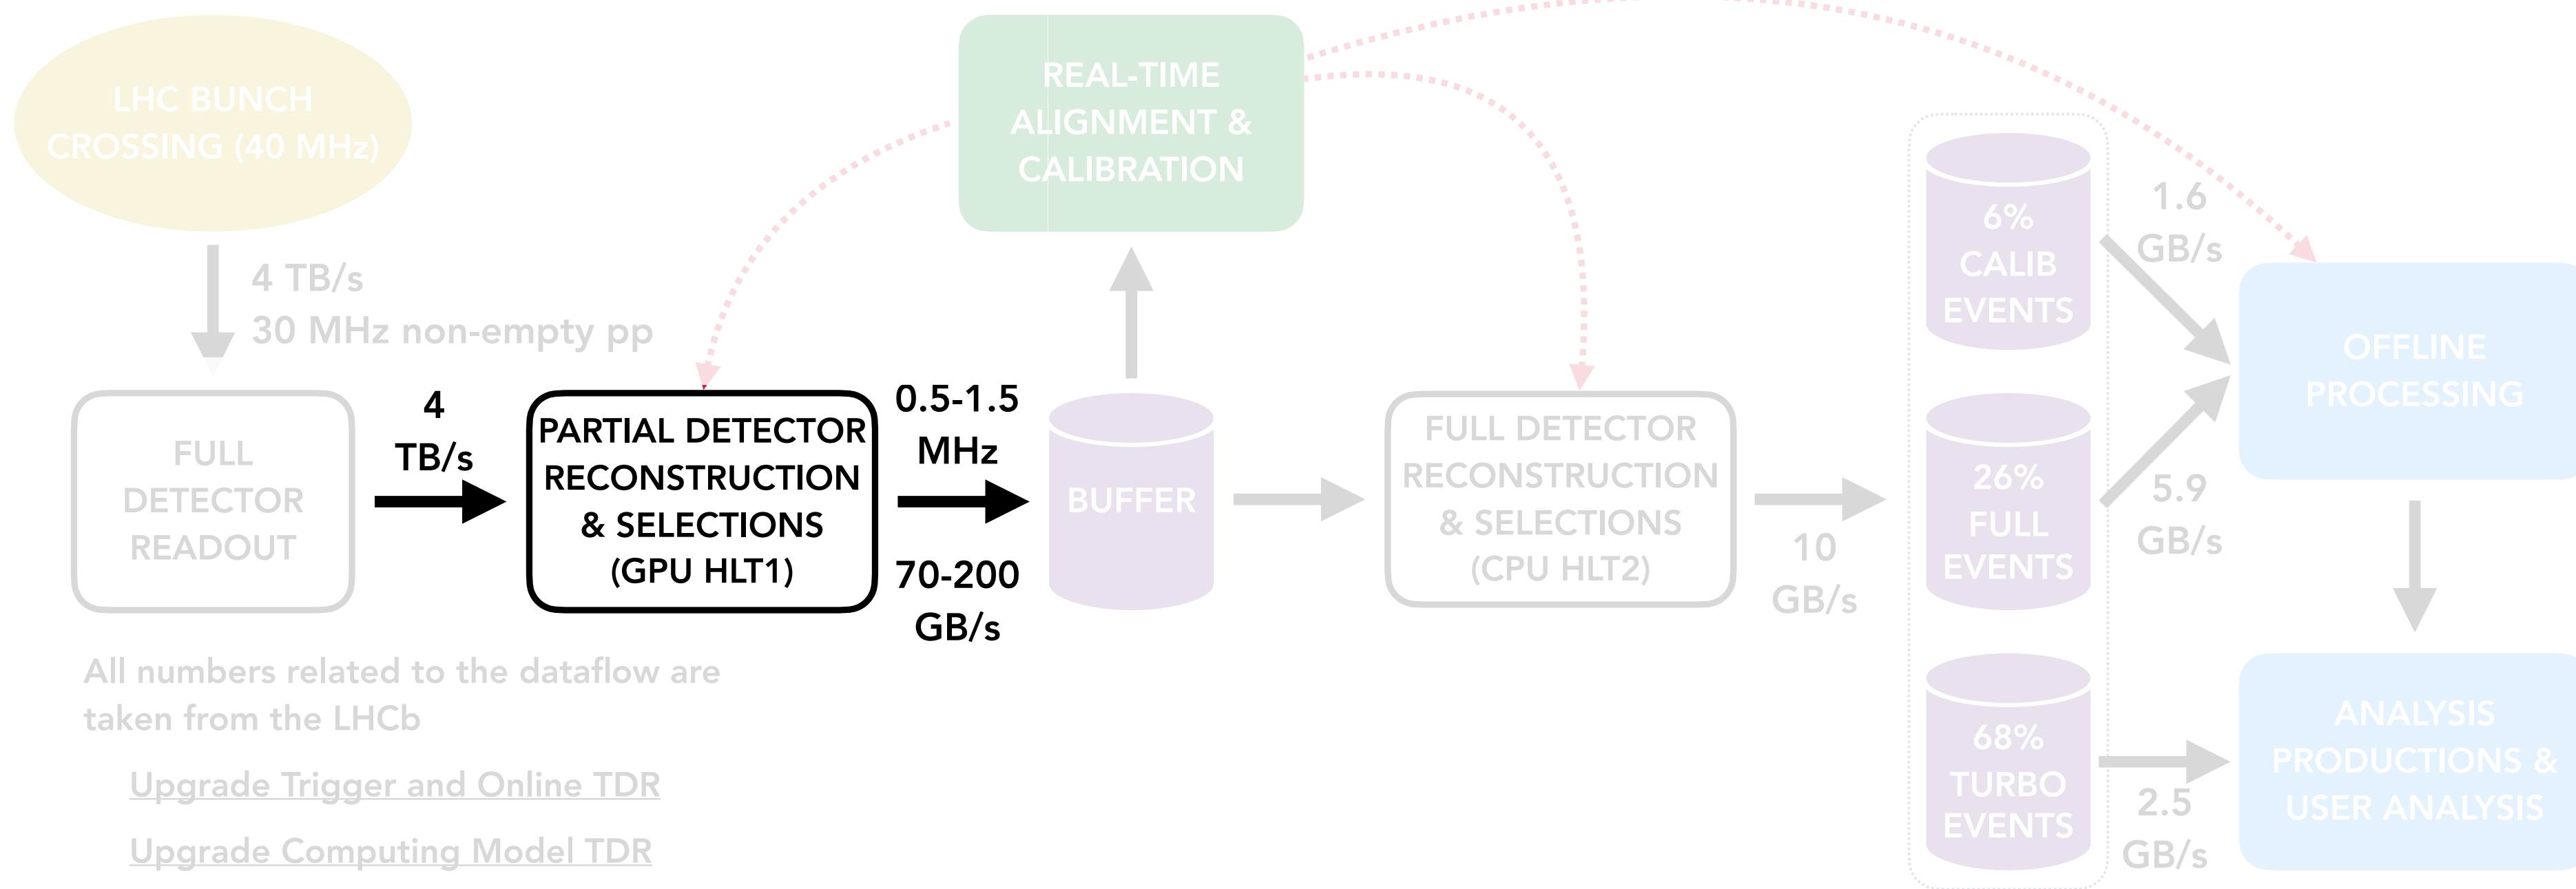 LHC BUNCH
CROSSING (40 MHz)
4 TB/s
30 MHz non-empty pp
FULL
DETECTOR
READOUT
4
TB/s
PARTIAL DETECTOR
RECONSTRUCTION
& SELECTIONS
(GPU HLT1)
0.5-1.5
MHz
70-200
GB/s
REAL-TIME
ALIGNMENT &
CALIBRATION
BUFFER
FULL DETECTOR
RECONSTRUCTION
& SELECTIONS
(CPU HLT2)
10
GB/s
6%
CALIB
EVENTS
26%
FULL
EVENTS
68%
TURBO
EVENTS
1.6
GB/s
5.9
GB/s
2.5
GB/s
OFFLINE
PROCESSING
ANALYSIS
PRODUCTIONS &
USER ANALYSIS
All numbers related to the dataflow are
taken from the LHCb
Upgrade Trigger and Online TDR
Upgrade Computing Model TDR